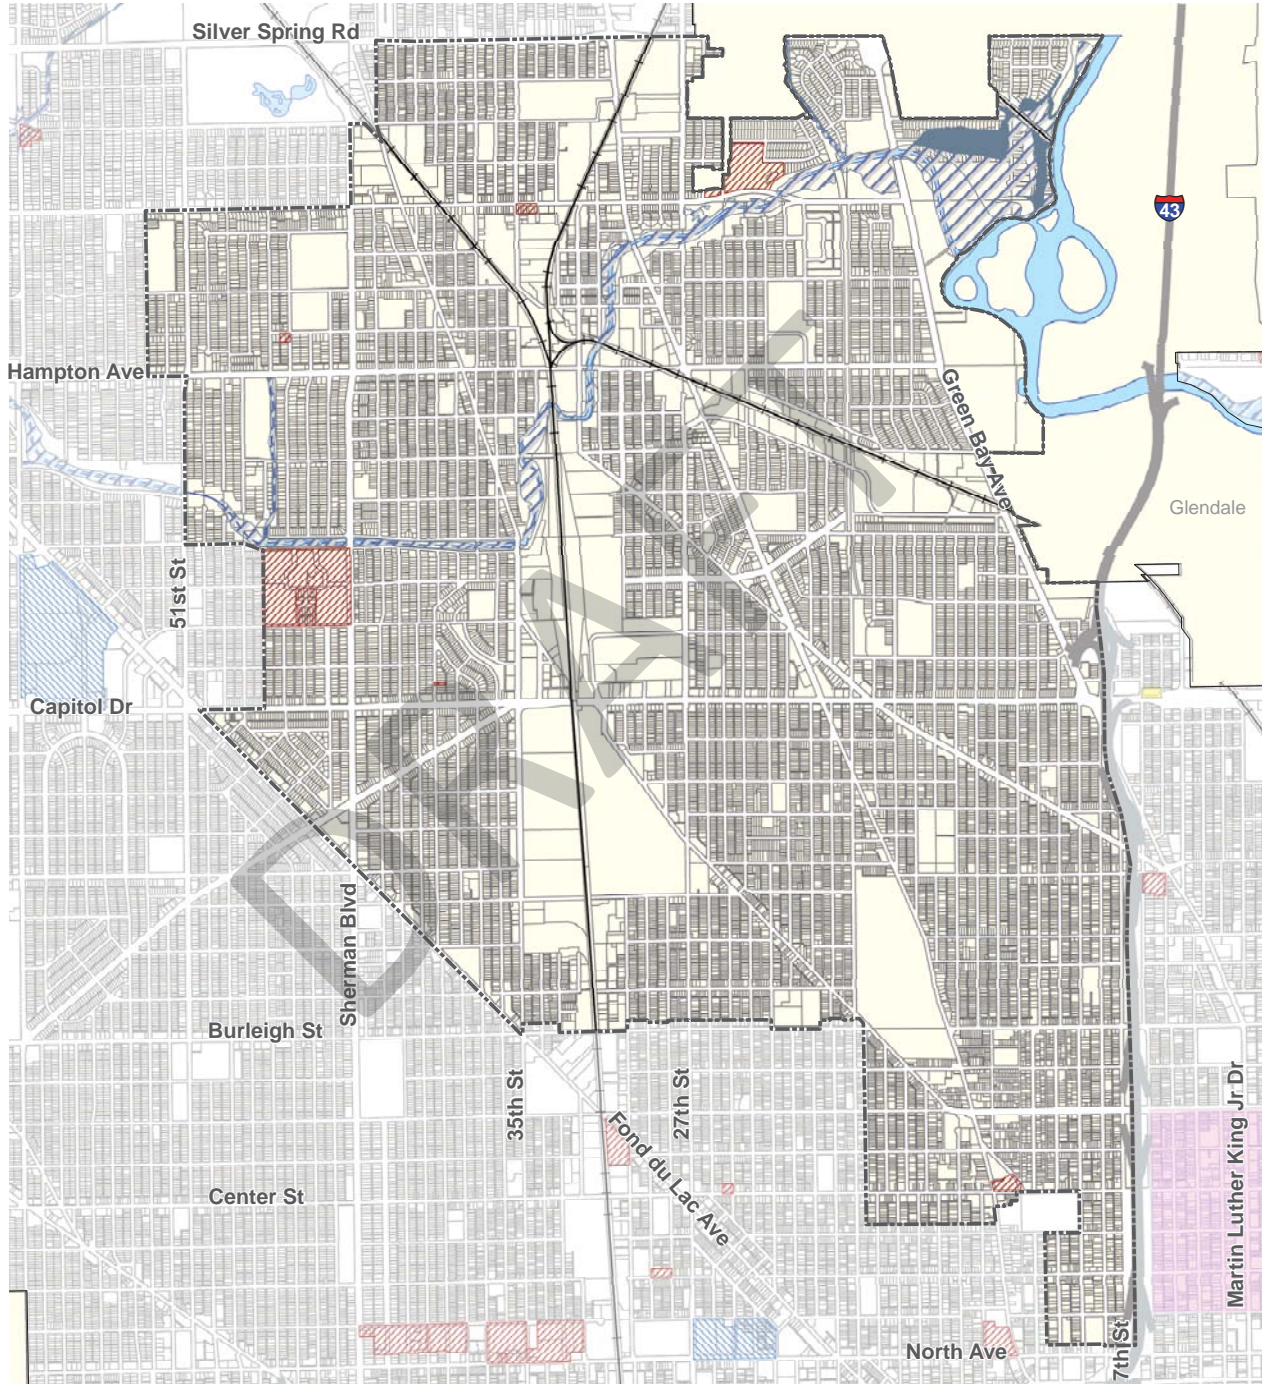 Silver Spring Rd
43
Hampton Ave
Green Bay Ave
Glendale
51st St
Capitol Dr
DRAFT
Sherman Blvd
Burleigh St
35th St
27th St
Fond du Lac Ave
Center St
Martin Luther King Jr Dr
North Ave
7th St